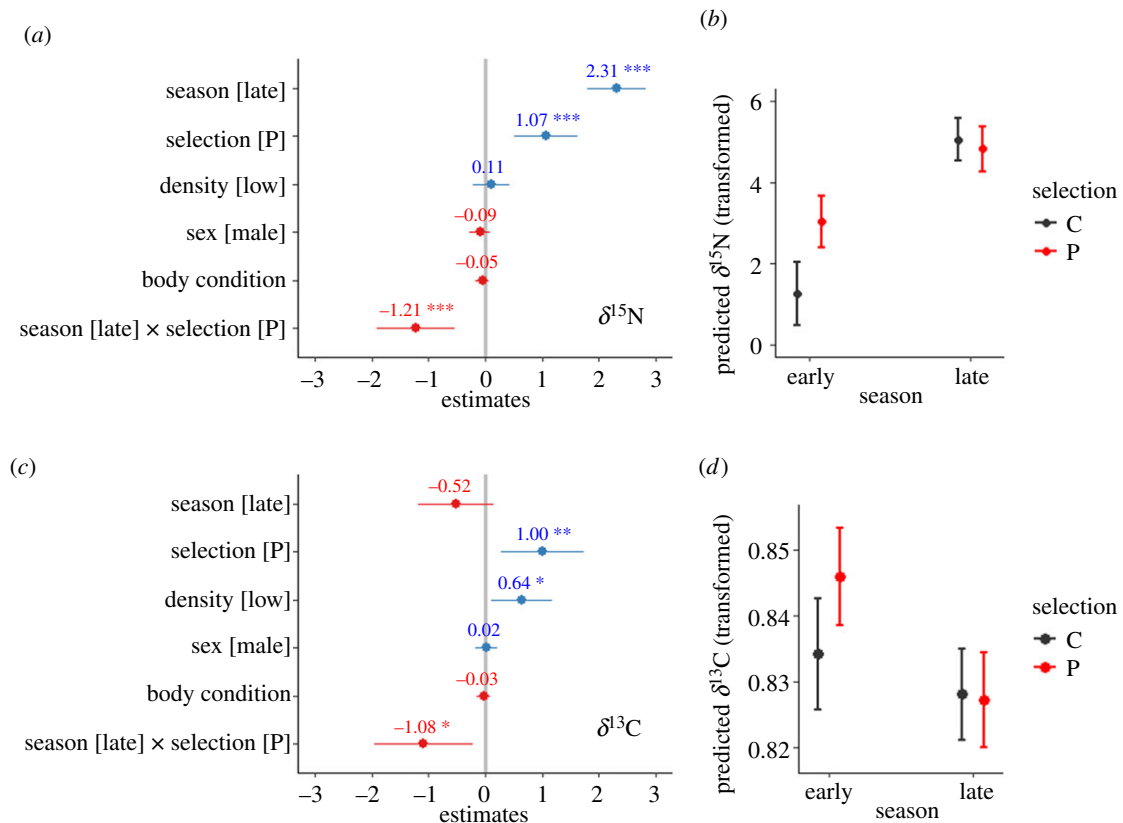 (a)
season [late]
selection [P]
density [low]
sex [male]
body condition
season [late] × selection [P]
2.31 ***
1.07 ***
0.11
–0.09
–0.05
–1.21 ***
δ15N
–3 –2 –1 0 1 2 3
estimates
(b)
predicted δ15N (transformed)
6
4
2
0
early late
season
selection
C
P
(c)
season [late]
selection [P]
density [low]
sex [male]
body condition
season [late] × selection [P]
–0.52
1.00 **
0.64 *
0.02
–0.03
–1.08 *
δ13C
–3 –2 –1 0 1 2 3
estimates
(d)
predicted δ13C (transformed)
0.85
0.84
0.83
0.82
early late
season
selection
C
P